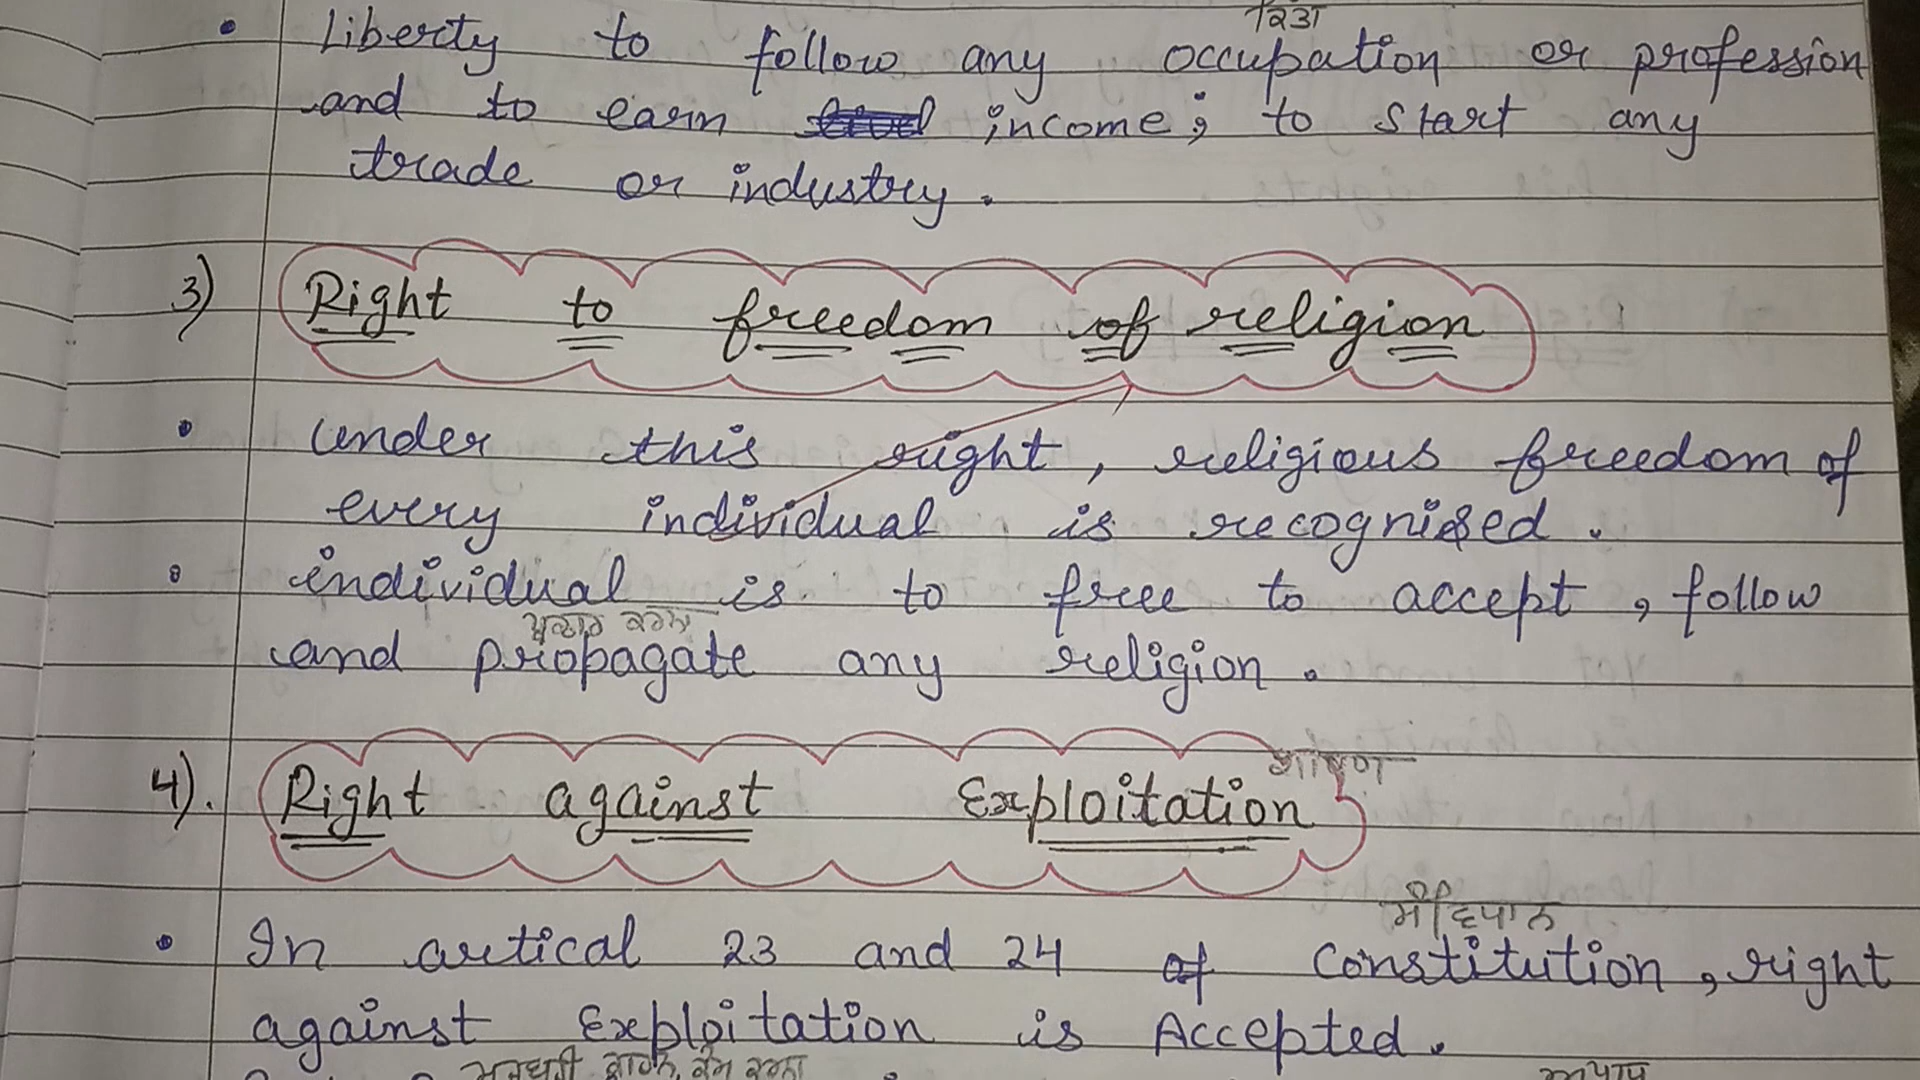 ਕਿੱਤਾ
• Liberty to follow any occupation or profession
and to earn income; to start any
trade or industry.
3) Right to freedom of religion
• under this right, religious freedom of
every individual is recognised.
• individual is to free to accept, follow
ਕਰਨਾ
and propagate any religion.
शोषण
4). Right against Exploitation
ਸੰਵਿਧਾਨ
• In artical 23 and 24 of Constitution, right
against Exploitation is Accepted.